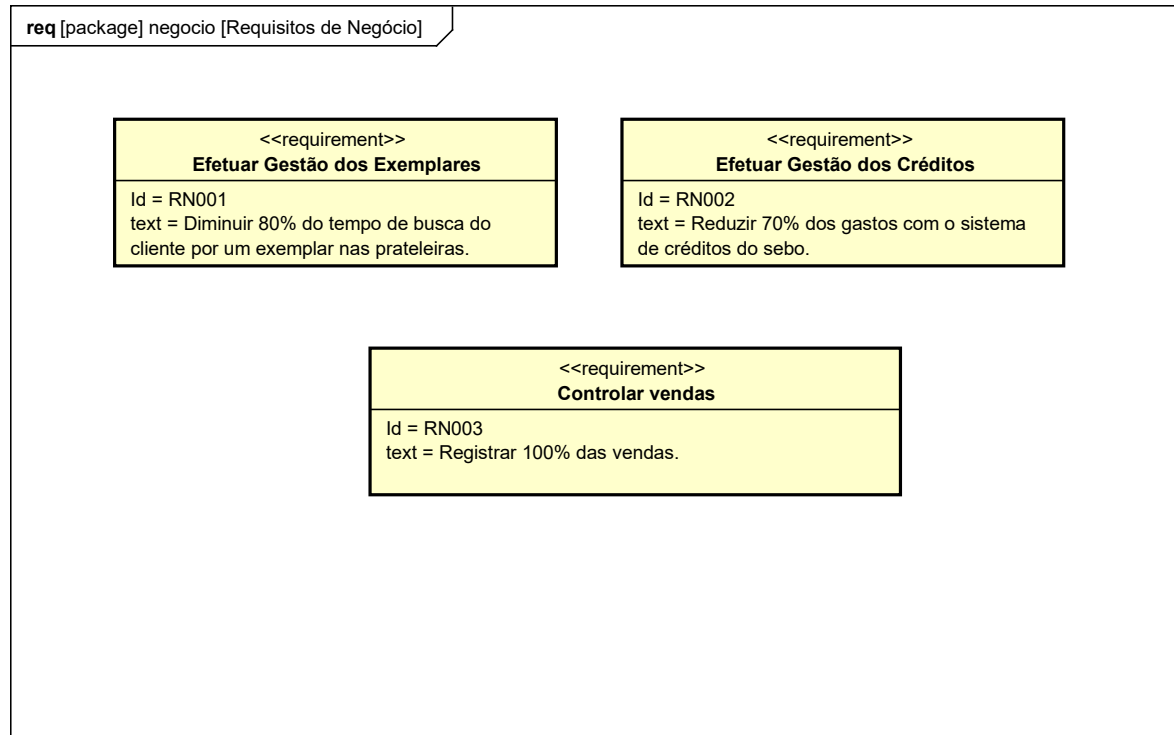 req [package] negocio [Requisitos de Negócio]
<<requirement>>
Efetuar Gestão dos Exemplares
Id = RN001
text = Diminuir 80% do tempo de busca do
cliente por um exemplar nas prateleiras.
<<requirement>>
Efetuar Gestão dos Créditos
Id = RN002
text = Reduzir 70% dos gastos com o sistema
de créditos do sebo.
<<requirement>>
Controlar vendas
Id = RN003
text = Registrar 100% das vendas.